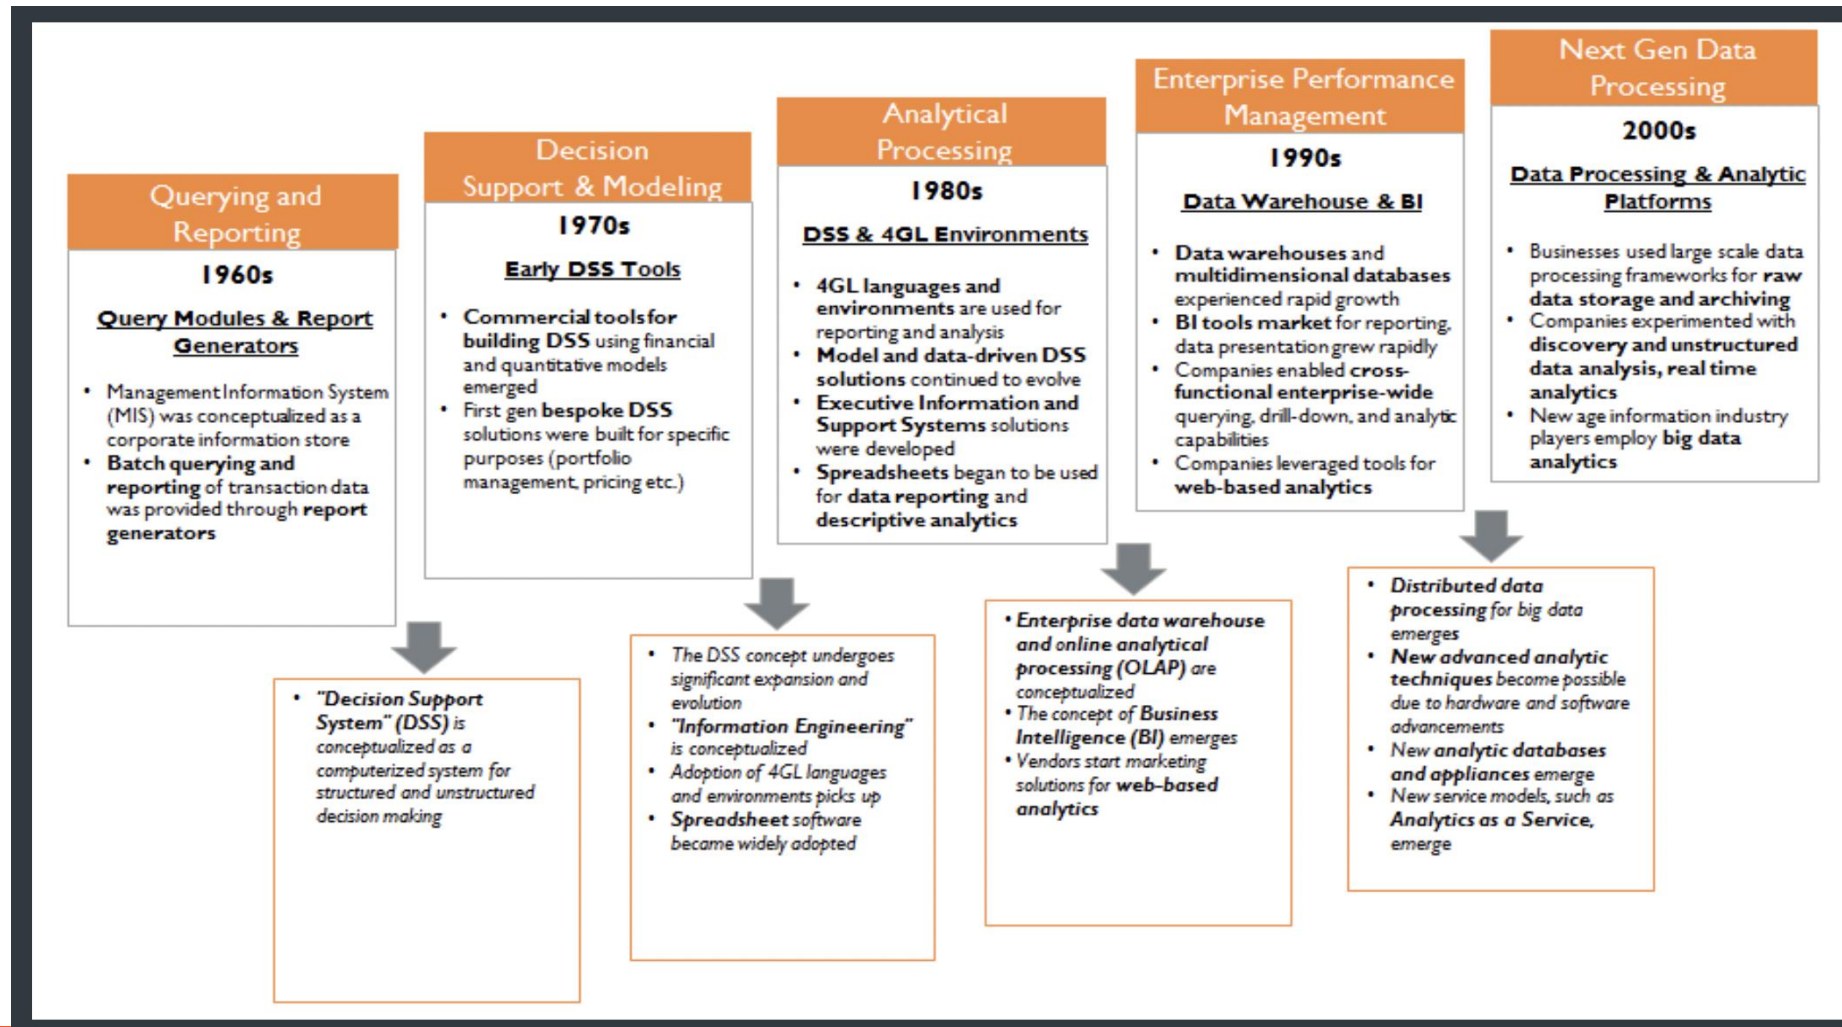 Querying and
Reporting
1960s
Query Modules & Report
Generators
• Management Information System
(MIS) was conceptualized as a
corporate information store
• Batch querying and
reporting of transaction data
was provided through report
generators
• "Decision Support
System" (DSS) is
conceptualized as a
computerized system for
structured and unstructured
decision making
Decision
Support & Modeling
1970s
Early DSS Tools
• Commercial tools for
building DSS using financial
and quantitative models
emerged
• First gen bespoke DSS
solutions were built for specific
purposes (portfolio
management, pricing etc.)
• The DSS concept undergoes
significant expansion and
evolution
• "Information Engineering"
is conceptualized
• Adoption of 4GL languages
and environments picks up
• Spreadsheet software
became widely adopted
Analytical
Processing
1980s
DSS & 4GL Environments
• 4GL languages and
environments are used for
reporting and analysis
• Model and data-driven DSS
solutions continued to evolve
• Executive Information and
Support Systems solutions
were developed
• Spreadsheets began to be used
for data reporting and
descriptive analytics
• Enterprise data warehouse
and online analytical
processing (OLAP) are
conceptualized
• The concept of Business
Intelligence (BI) emerges
• Vendors start marketing
solutions for web-based
analytics
Enterprise Performance
Management
1990s
Data Warehouse & BI
• Data warehouses and
multidimensional databases
experienced rapid growth
• BI tools market for reporting,
data presentation grew rapidly
• Companies enabled cross-
functional enterprise-wide
querying, drill-down, and analytic
capabilities
• Companies leveraged tools for
web-based analytics
• Distributed data
processing for big data
emerges
• New advanced analytic
techniques become possible
due to hardware and software
advancements
• New analytic databases
and appliances emerge
• New service models, such as
Analytics as a Service,
emerge
Next Gen Data
Processing
2000s
Data Processing & Analytic
Platforms
• Businesses used large scale data
processing frameworks for raw
data storage and archiving
• Companies experimented with
discovery and unstructured
data analysis, real time
analytics
• New age information industry
players employ big data
analytics